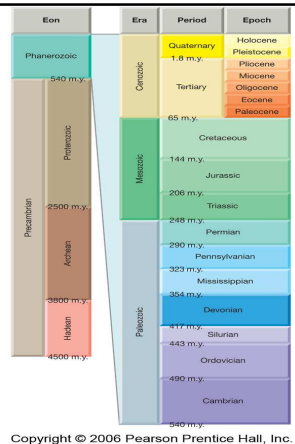 Eon Era Period Epoch
Phanerozoic Cenozoic Quaternary Holocene
Pleistocene
1.8 m.y.
Tertiary Pliocene
Miocene
Oligocene
Eocene
Paleocene
540 m.y.
65 m.y.
Precambrian Proterozoic Mesozoic Cretaceous
144 m.y.
Jurassic
206 m.y.
Triassic
2500 m.y.
248 m.y.
Archean Paleozoic Permian
290 m.y.
Pennsylvanian
323 m.y.
Mississippian
3800 m.y.
354 m.y.
Hadean Devonian
417 m.y.
Silurian
4500 m.y.
443 m.y.
Ordovician
490 m.y.
Cambrian
540 m.y.
Copyright © 2006 Pearson Prentice Hall, Inc.